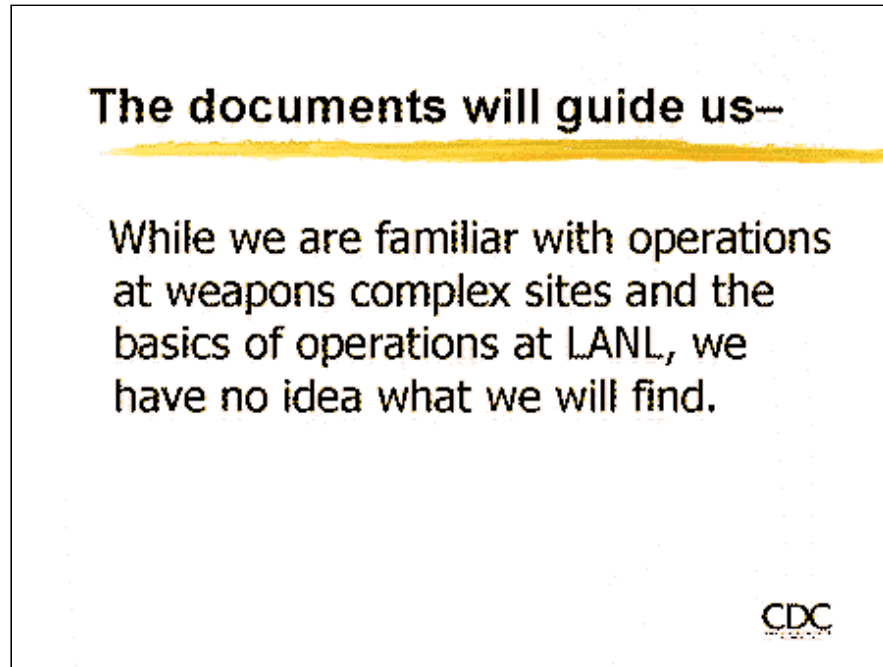 The documents will guide us–
While we are familiar with operations
at weapons complex sites and the
basics of operations at LANL, we
have no idea what we will find.
CDC